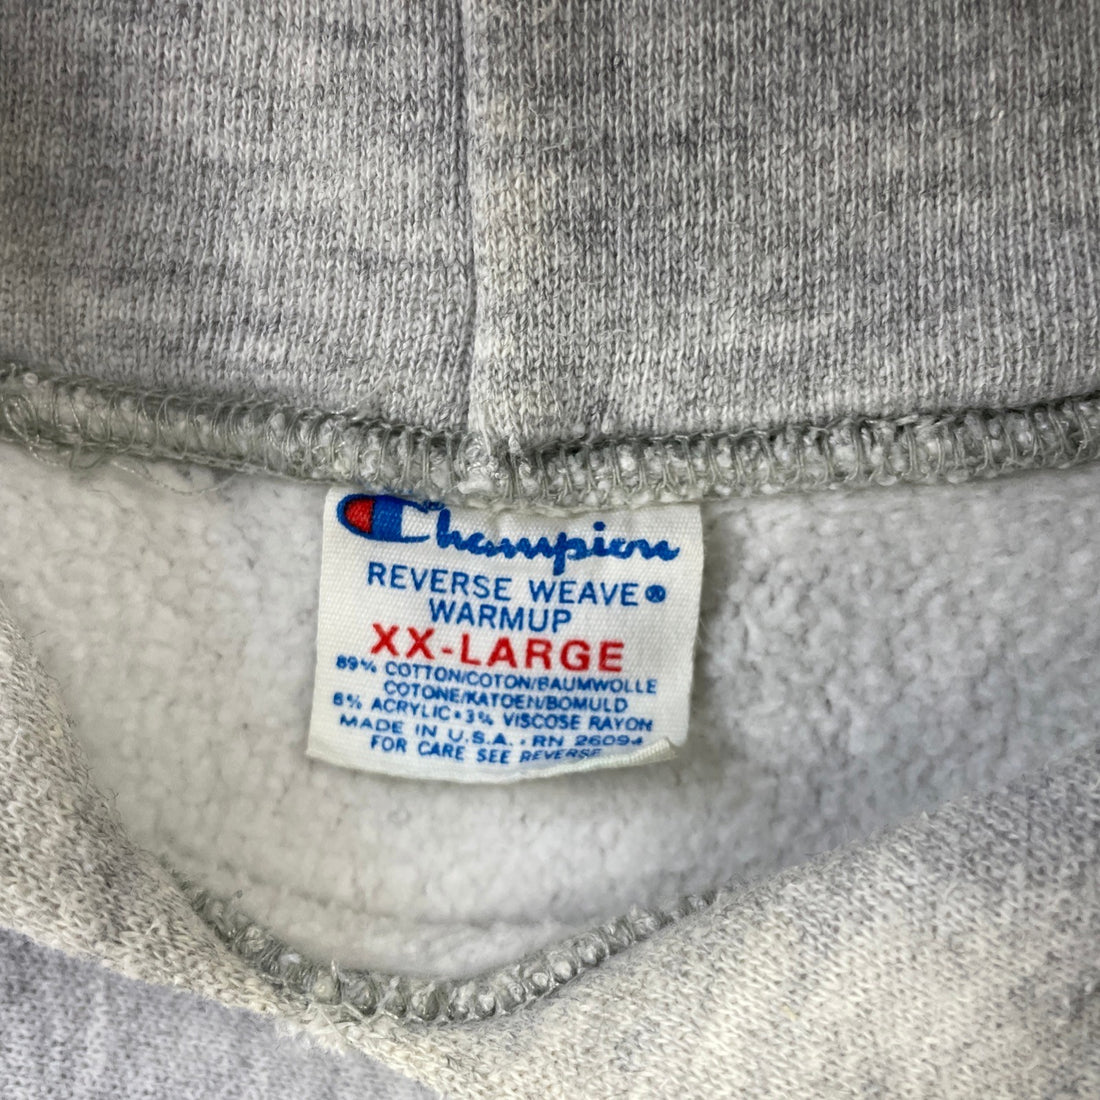 Champion
REVERSE WEAVE®
WARMUP
XX-LARGE
89% COTTON/COTON/BAUMWOLLE
COTONE/KATOEN/BOMULD
8% ACRYLIC • 3% VISCOSE RAYON
MADE IN U.S.A. • RN 26094
FOR CARE SEE REVERSE